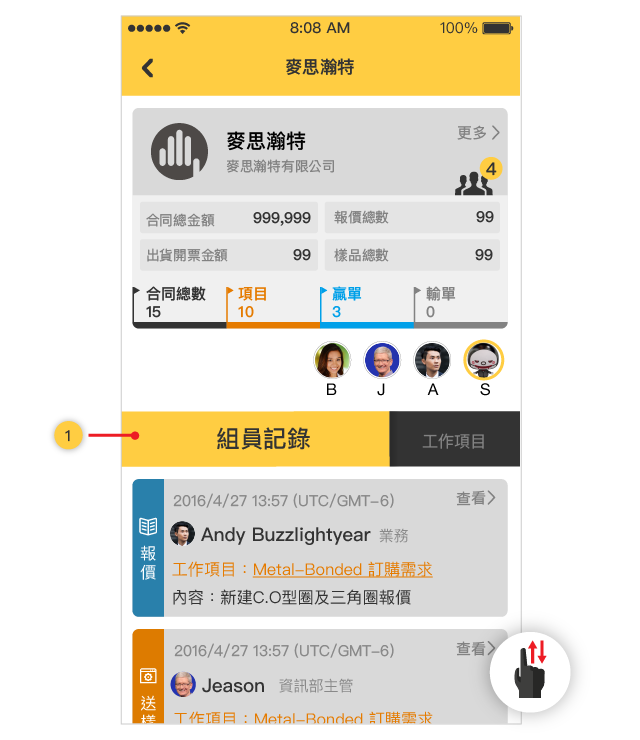 8:08 AM 100%
麥思瀚特
麥思瀚特
更多
麥思瀚特有限公司
4
合同總金額 999,999 報價總數 99
出貨開票金額 99 樣品總數 99
合同總數 項目 贏單 輸單
15 10 3 0
B J A S
1
組員記錄 工作項目
2016/4/27 13:57 (UTC/GMT-6) 查看
Andy Buzzlightyear 業務
報價
工作項目：Metal-Bonded 訂購需求
內容：新建C.O型圈及三角圈報價
2016/4/27 13:57 (UTC/GMT-6) 查看
Jeason 資訊部主管
送樣
工作項目：Metal-Bonded 訂購需求